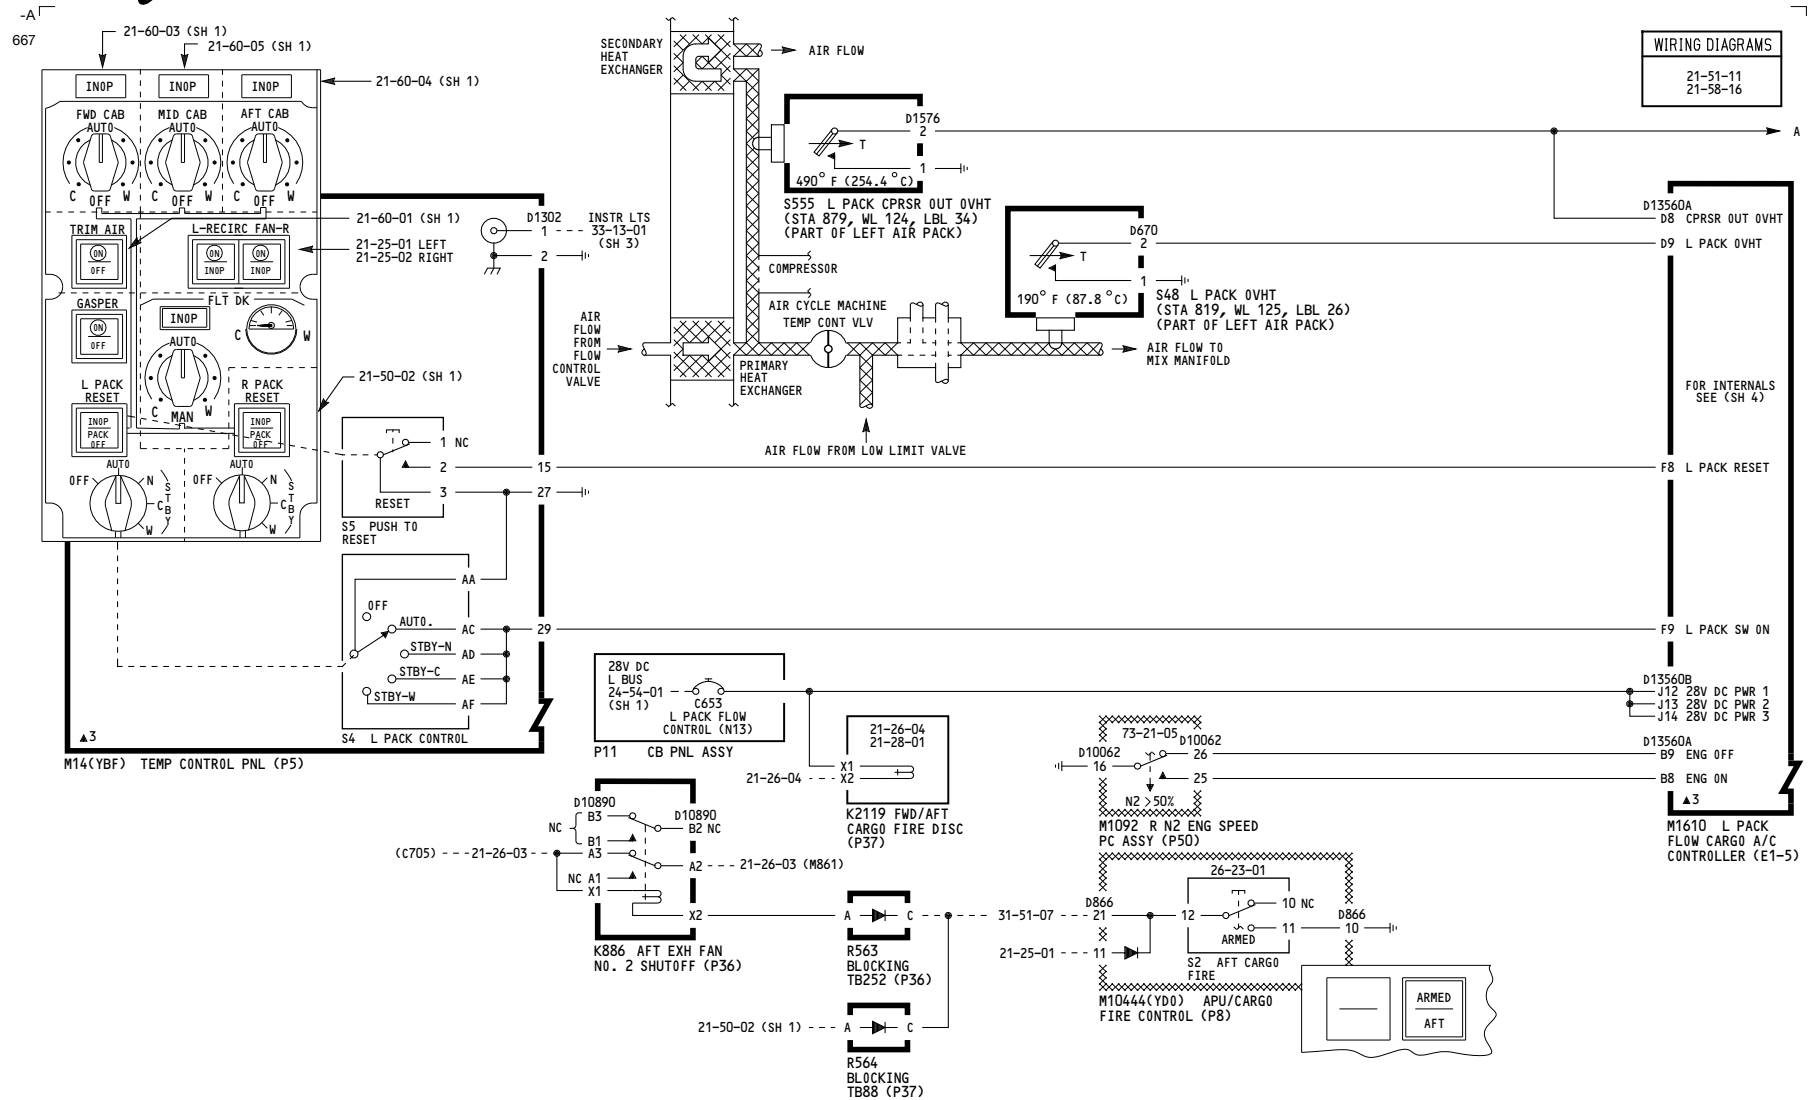 -A
667
21-60-03 (SH 1)
21-60-05 (SH 1)
21-60-04 (SH 1)
INOP
INOP
INOP
FWD CAB
MID CAB
AFT CAB
AUTO
AUTO
AUTO
C
OFF
W
C
OFF
W
C
OFF
W
TRIM AIR
ON
OFF
L-RECIRC FAN-R
ON
INOP
ON
INOP
21-60-01 (SH 1)
21-25-01 LEFT
21-25-02 RIGHT
GASPER
ON
OFF
FLT DK
INOP
C
W
AUTO
C
MAN
W
L PACK
RESET
INOP
PACK
OFF
R PACK
RESET
INOP
PACK
OFF
21-50-02 (SH 1)
AUTO
OFF
N
C
W
STBY
AUTO
OFF
N
C
W
STBY
D1302
1
2
INSTR LTS
33-13-01
(SH 3)
1 NC
2
3
RESET
S5 PUSH TO
RESET
15
27
AA
OFF
AUTO.
AC
STBY-N
AD
STBY-C
AE
STBY-W
AF
29
S4 L PACK CONTROL
▲3
M14(YBF) TEMP CONTROL PNL (P5)
SECONDARY
HEAT
EXCHANGER
AIR FLOW
D1576
2
T
1
490° F (254.4 °C)
S555 L PACK CPRSR OUT OVHT
(STA 879, WL 124, LBL 34)
(PART OF LEFT AIR PACK)
COMPRESSOR
AIR CYCLE MACHINE
TEMP CONT VLV
AIR
FLOW
FROM
FLOW
CONTROL
VALVE
PRIMARY
HEAT
EXCHANGER
AIR FLOW FROM LOW LIMIT VALVE
D670
2
T
1
190° F (87.8 °C)
S48 L PACK OVHT
(STA 819, WL 125, LBL 26)
(PART OF LEFT AIR PACK)
AIR FLOW TO
MIX MANIFOLD
WIRING DIAGRAMS
21-51-11
21-58-16
A
D13560A
D8 CPRSR OUT OVHT
D9 L PACK OVHT
FOR INTERNALS
SEE (SH 4)
F8 L PACK RESET
F9 L PACK SW ON
D13560B
J12 28V DC PWR 1
J13 28V DC PWR 2
J14 28V DC PWR 3
D13560A
B9 ENG OFF
B8 ENG ON
▲3
M1610 L PACK
FLOW CARGO A/C
CONTROLLER (E1-5)
28V DC
L BUS
24-54-01
(SH 1)
C653
L PACK FLOW
CONTROL (N13)
P11 CB PNL ASSY
21-26-04
21-28-01
X1
21-26-04
X2
K2119 FWD/AFT
CARGO FIRE DISC
(P37)
73-21-05
D10062
16
D10062
26
25
N2 >50%
M1092 R N2 ENG SPEED
PC ASSY (P50)
D10890
B3
NC
B1
(C705)
21-26-03
A3
NC A1
X1
D10890
B2 NC
A2
21-26-03 (M861)
X2
K886 AFT EXH FAN
NO. 2 SHUTOFF (P36)
A
C
R563
BLOCKING
TB252 (P36)
31-51-07
21-50-02 (SH 1)
A
C
R564
BLOCKING
TB88 (P37)
D866
21
21-25-01
11
26-23-01
12
10 NC
11
ARMED
S2 AFT CARGO
FIRE
D866
10
M10444(YD0) APU/CARGO
FIRE CONTROL (P8)
ARMED
AFT